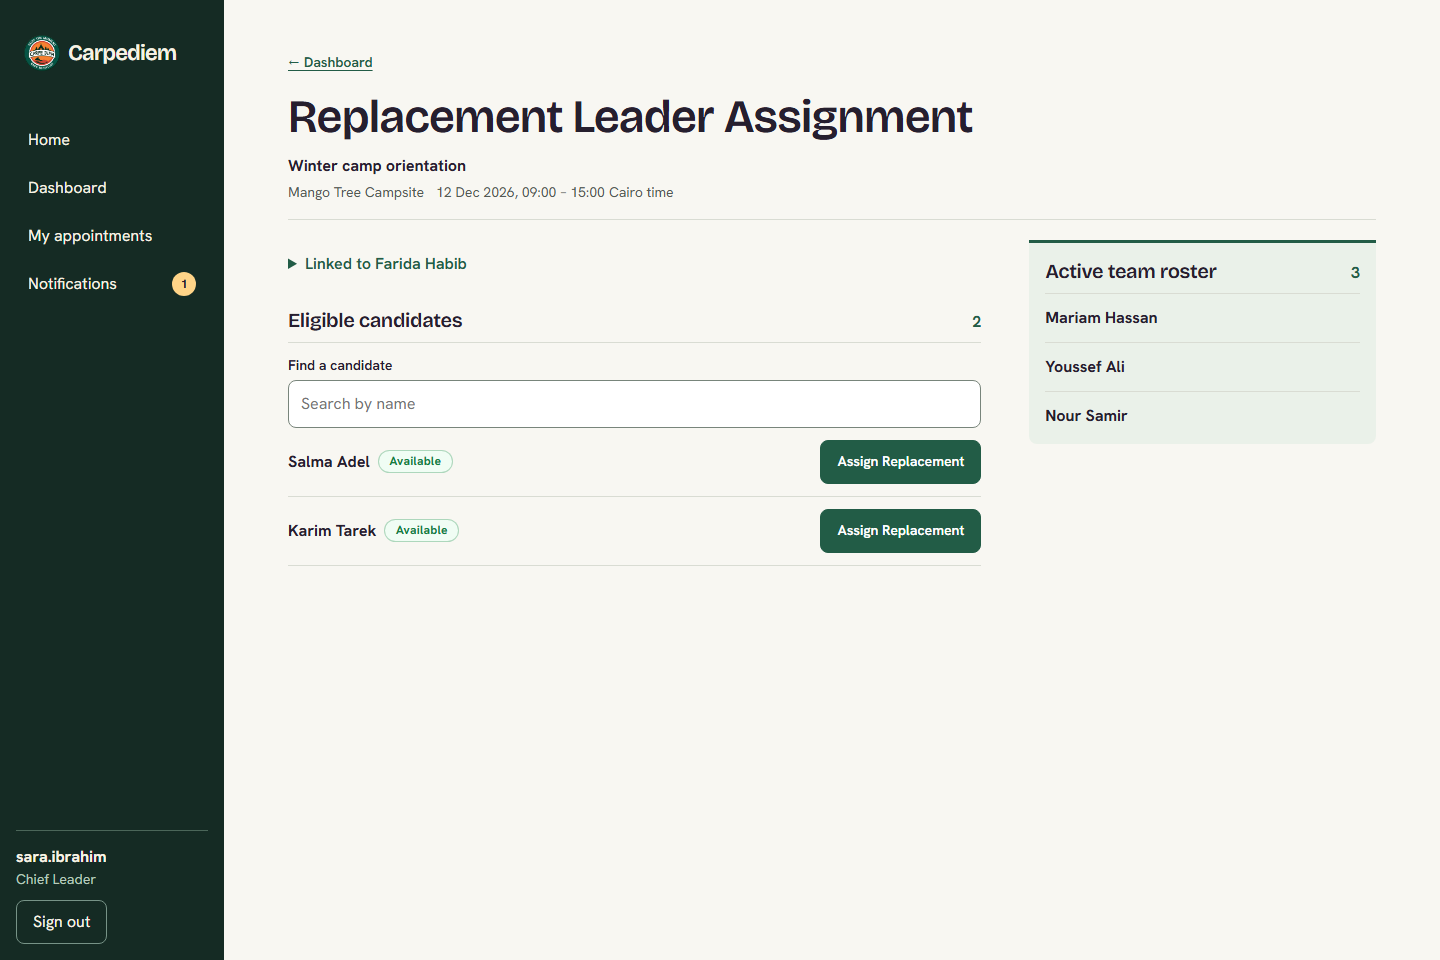 Carpediem
Home
Dashboard
My appointments
Notifications 1
sara.ibrahim
Chief Leader
Sign out
← Dashboard
Replacement Leader Assignment
Winter camp orientation
Mango Tree Campsite 12 Dec 2026, 09:00 – 15:00 Cairo time
Linked to Farida Habib
Eligible candidates 2
Find a candidate
Search by name
Salma Adel Available Assign Replacement
Karim Tarek Available Assign Replacement
Active team roster 3
Mariam Hassan
Youssef Ali
Nour Samir